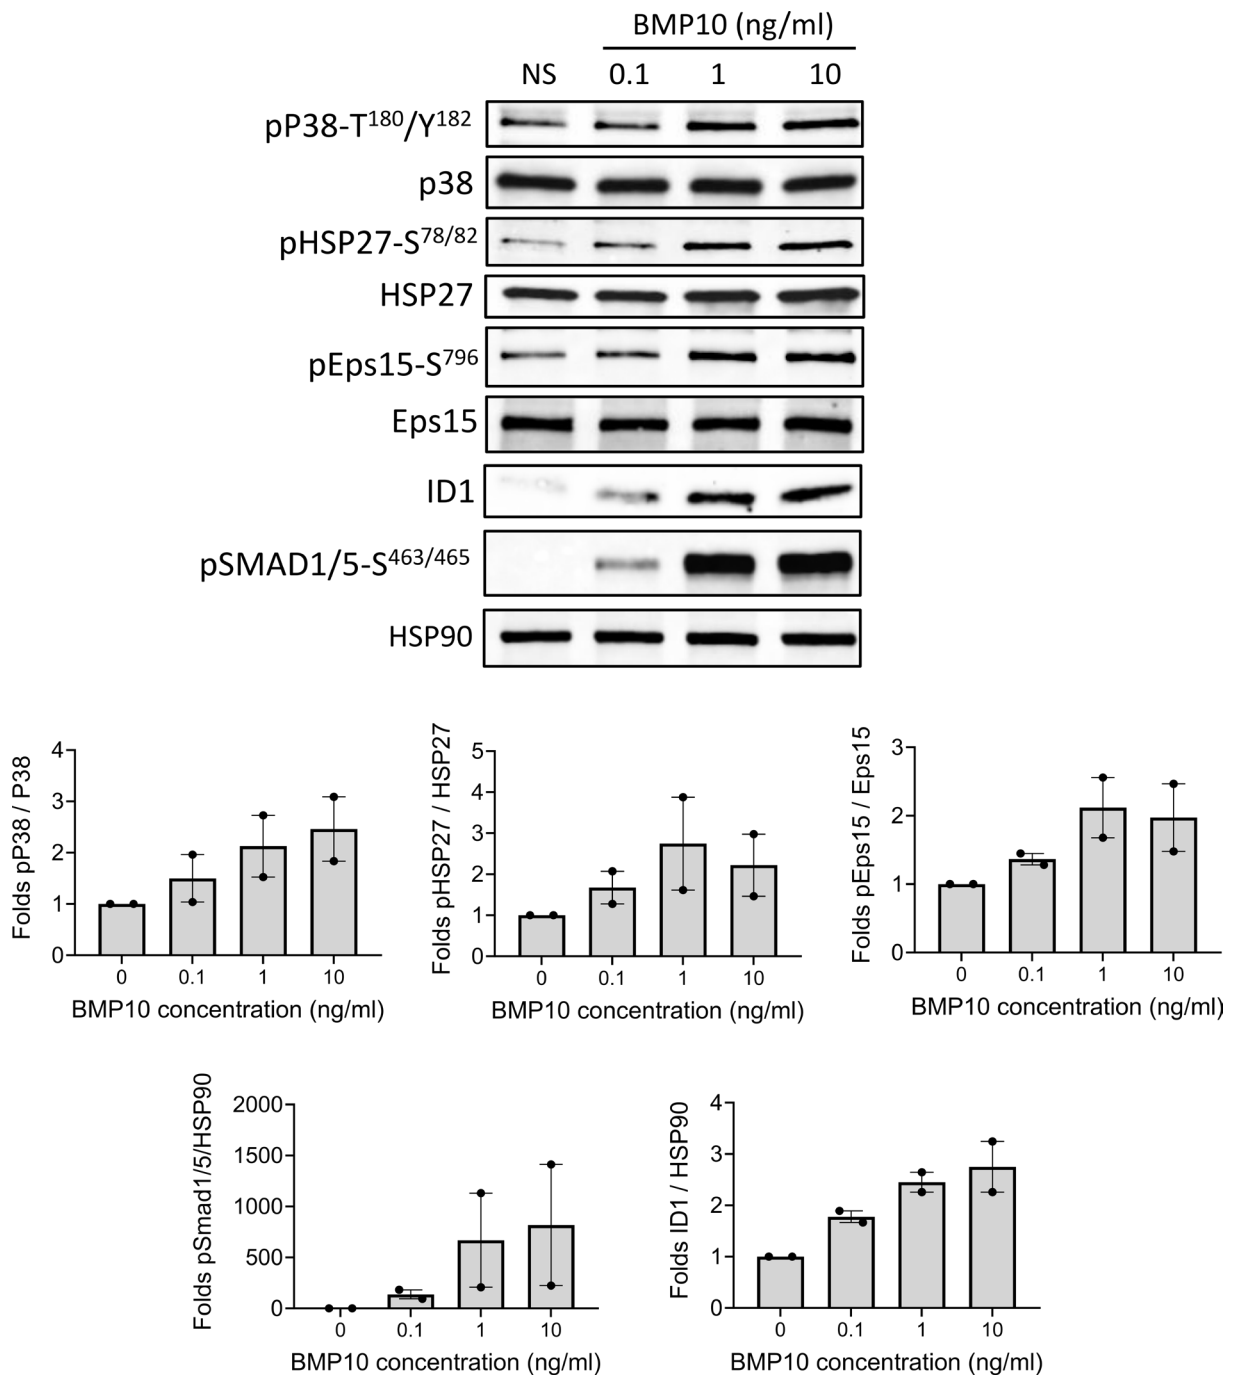 BMP10 (ng/ml)
NS 0.1 1 10
pP38-T180/Y182
p38
pHSP27-S78/82
HSP27
pEps15-S796
Eps15
ID1
pSMAD1/5-S463/465
HSP90
Folds pP38 / P38
4
3
2
1
0
0 0.1 1 10
BMP10 concentration (ng/ml)
Folds pHSP27 / HSP27
5
4
3
2
1
0
0 0.1 1 10
BMP10 concentration (ng/ml)
Folds pEps15 / Eps15
3
2
1
0
0 0.1 1 10
BMP10 concentration (ng/ml)
Folds pSmad1/5/HSP90
2000
1500
1000
500
0
0 0.1 1 10
BMP10 concentration (ng/ml)
Folds ID1 / HSP90
4
3
2
1
0
0 0.1 1 10
BMP10 concentration (ng/ml)